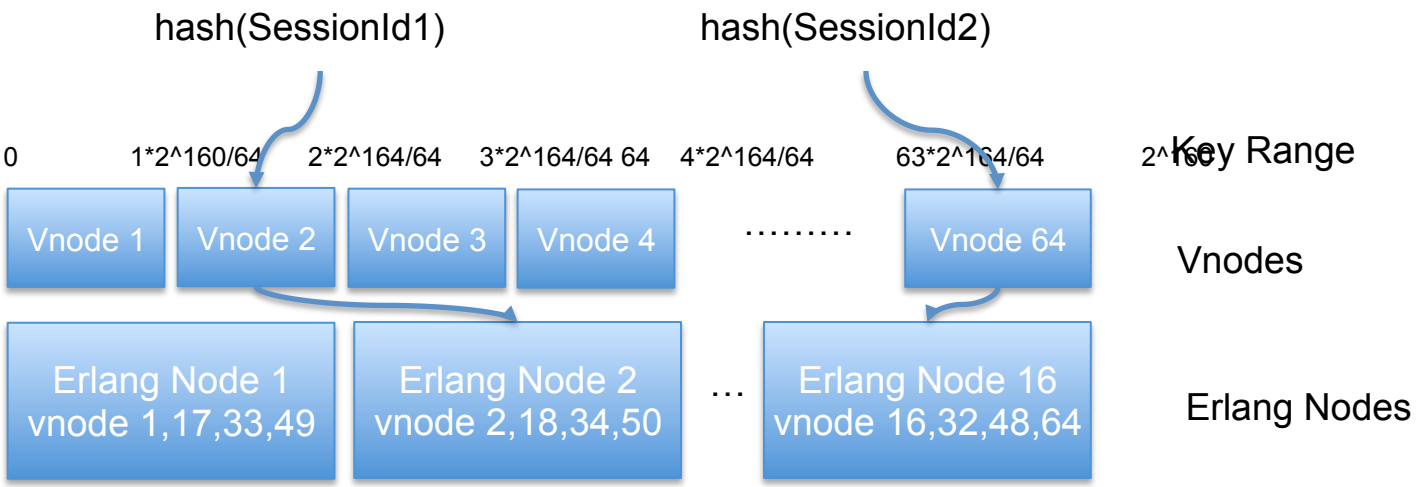 hash(SessionId1) hash(SessionId2)
0 1*2^160/64 2*2^164/64 3*2^164/64 64 4*2^164/64 63*2^164/64 2^160 Key Range
Vnode 1 Vnode 2 Vnode 3 Vnode 4 ……… Vnode 64
Vnodes
Erlang Node 1
vnode 1,17,33,49
Erlang Node 2
vnode 2,18,34,50
…
Erlang Node 16
vnode 16,32,48,64
Erlang Nodes